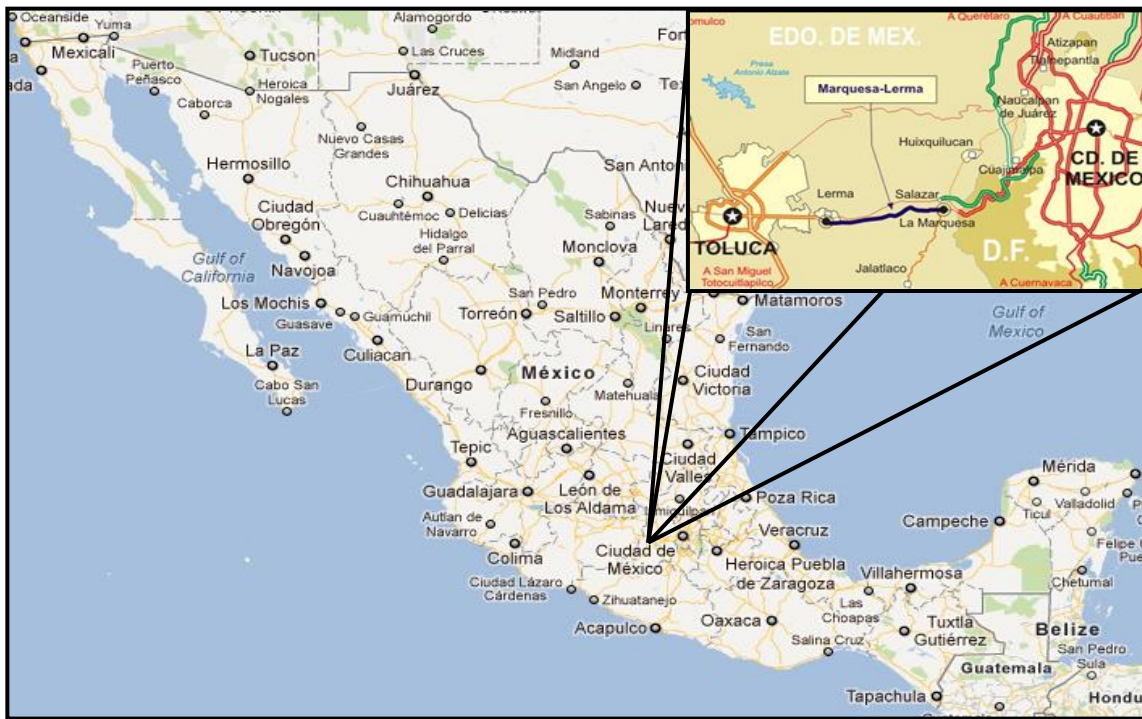 Oceanside
Yuma
Mexicali
Puerto
Peñasco
Tucson
Heroica
Nogales
Caborca
Alamogordo
Las Cruces
Juárez
Midland
San Angelo
Nuevo Casas
Grandes
San Antoni
Hermosillo
Ciudad
Obregón
Navojoa
Gulf of
California
Chihuahua
Cuauhtémoc
Delicias
Hidalgo
del Parral
Sabinas
Monclova
Los Mochis
Guasave
Guamúchil
Culiacan
La Paz
Cabo San
Lucas
San Pedro
Torreón
Saltillo
Monterrey
Linares
Matamoros
San
Fernando
Gulf of
Mexico
México
Durango
Fresnillo
Matehuala
Ciudad
Victoria
Tampico
Aguascalientes
Tepic
Ciudad
Valles
Guadalajara
León de
Los Aldama
Poza Rica
Autlán de
Navarro
Colima
Ciudad de
México
Veracruz
Heroica Puebla
de Zaragoza
Ciudad Lázaro
Cárdenas
Zihuatanejo
Acapulco
Oaxaca
Salina Cruz
Las
Choapas
Villahermosa
Tuxtla
Gutiérrez
Tapachula
Mérida
Valladolid
Ticul
Campeche
Chetumal
Belize
San Pedro
Sula
Guatemala
EDO. DE MEX.
A Querétaro
A Cuautitlan
Presa
Antonio Alzate
Marquesa-Lerma
Atizapan
Tlalnepantla
Naucalpan
de Juárez
Huixquilucan
Cuajimalpa
CD. DE
MEXICO
Lerma
Salazar
La Marquesa
TOLUCA
D.F.
A San Miguel
Totocuitlapilco
Jalatlaco
A Cuernavaca